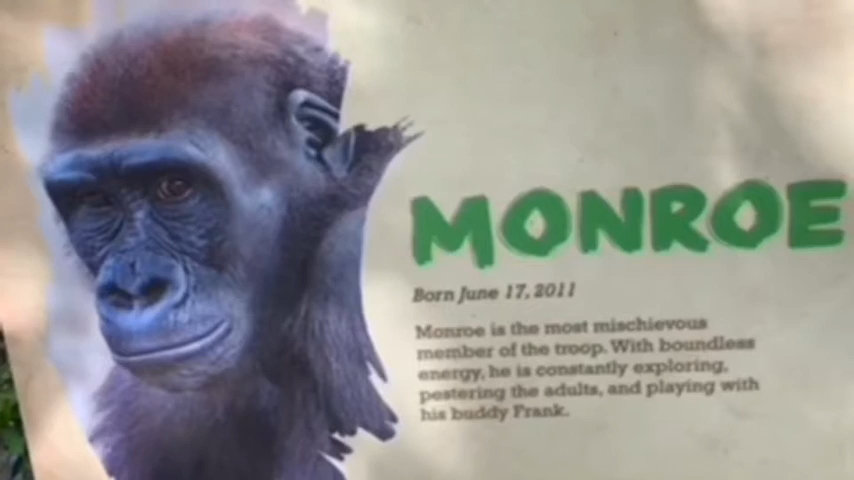 MONROE
Born June 17, 2011
Monroe is the most mischievous
member of the troop. With boundless
energy, he is constantly exploring,
pestering the adults, and playing with
his buddy Frank.